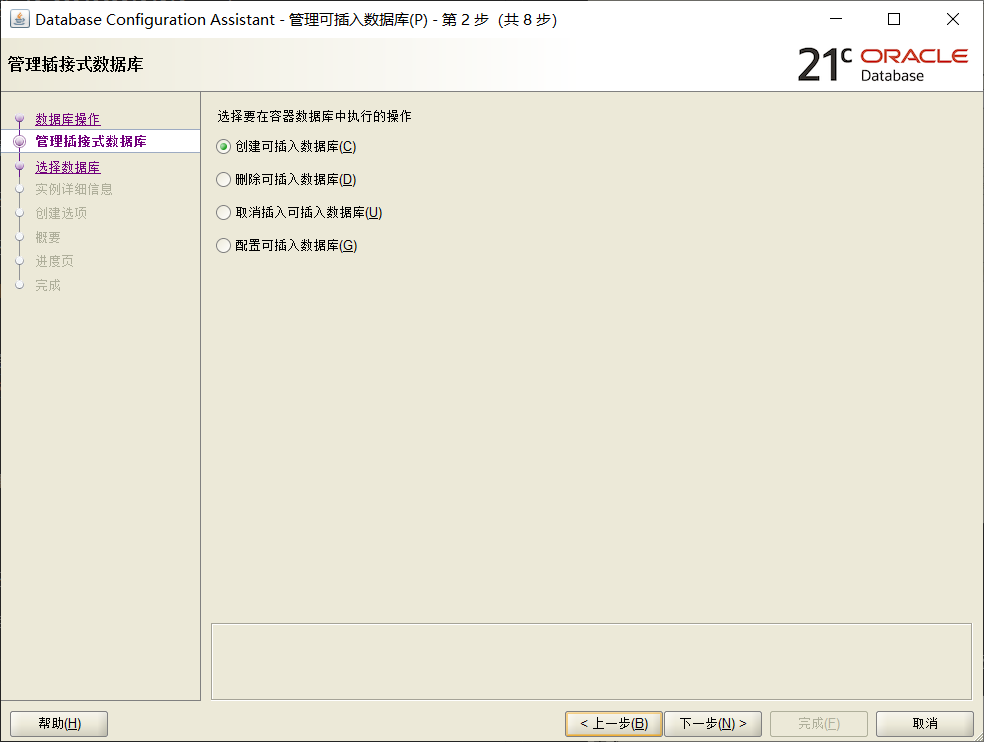 Database Configuration Assistant - 管理可插入数据库(P) - 第 2 步 (共 8 步)
管理插接式数据库
21c ORACLE
Database
数据库操作
管理插接式数据库
选择数据库
实例详细信息
创建选项
概要
进度页
完成
选择要在容器数据库中执行的操作
创建可插入数据库(C)
删除可插入数据库(D)
取消插入可插入数据库(U)
配置可插入数据库(G)
帮助(H)
< 上一步(B)
下一步(N) >
完成(F)
取消